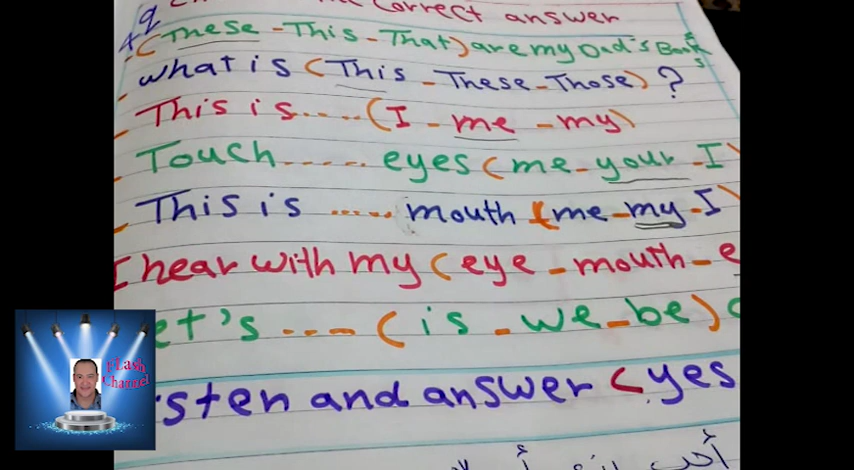 q
Correct answer
(These - This - That) are my Dad's Books
- What is (This - These - Those) ?
- This is.... (I - me - my)
- Touch ...... eyes (me - your - I)
- This is ..... mouth (me - my - I)
I hear with my (eye - mouth - e
et's .... (is - we - be)
isten and answer (yes
Flash Channel